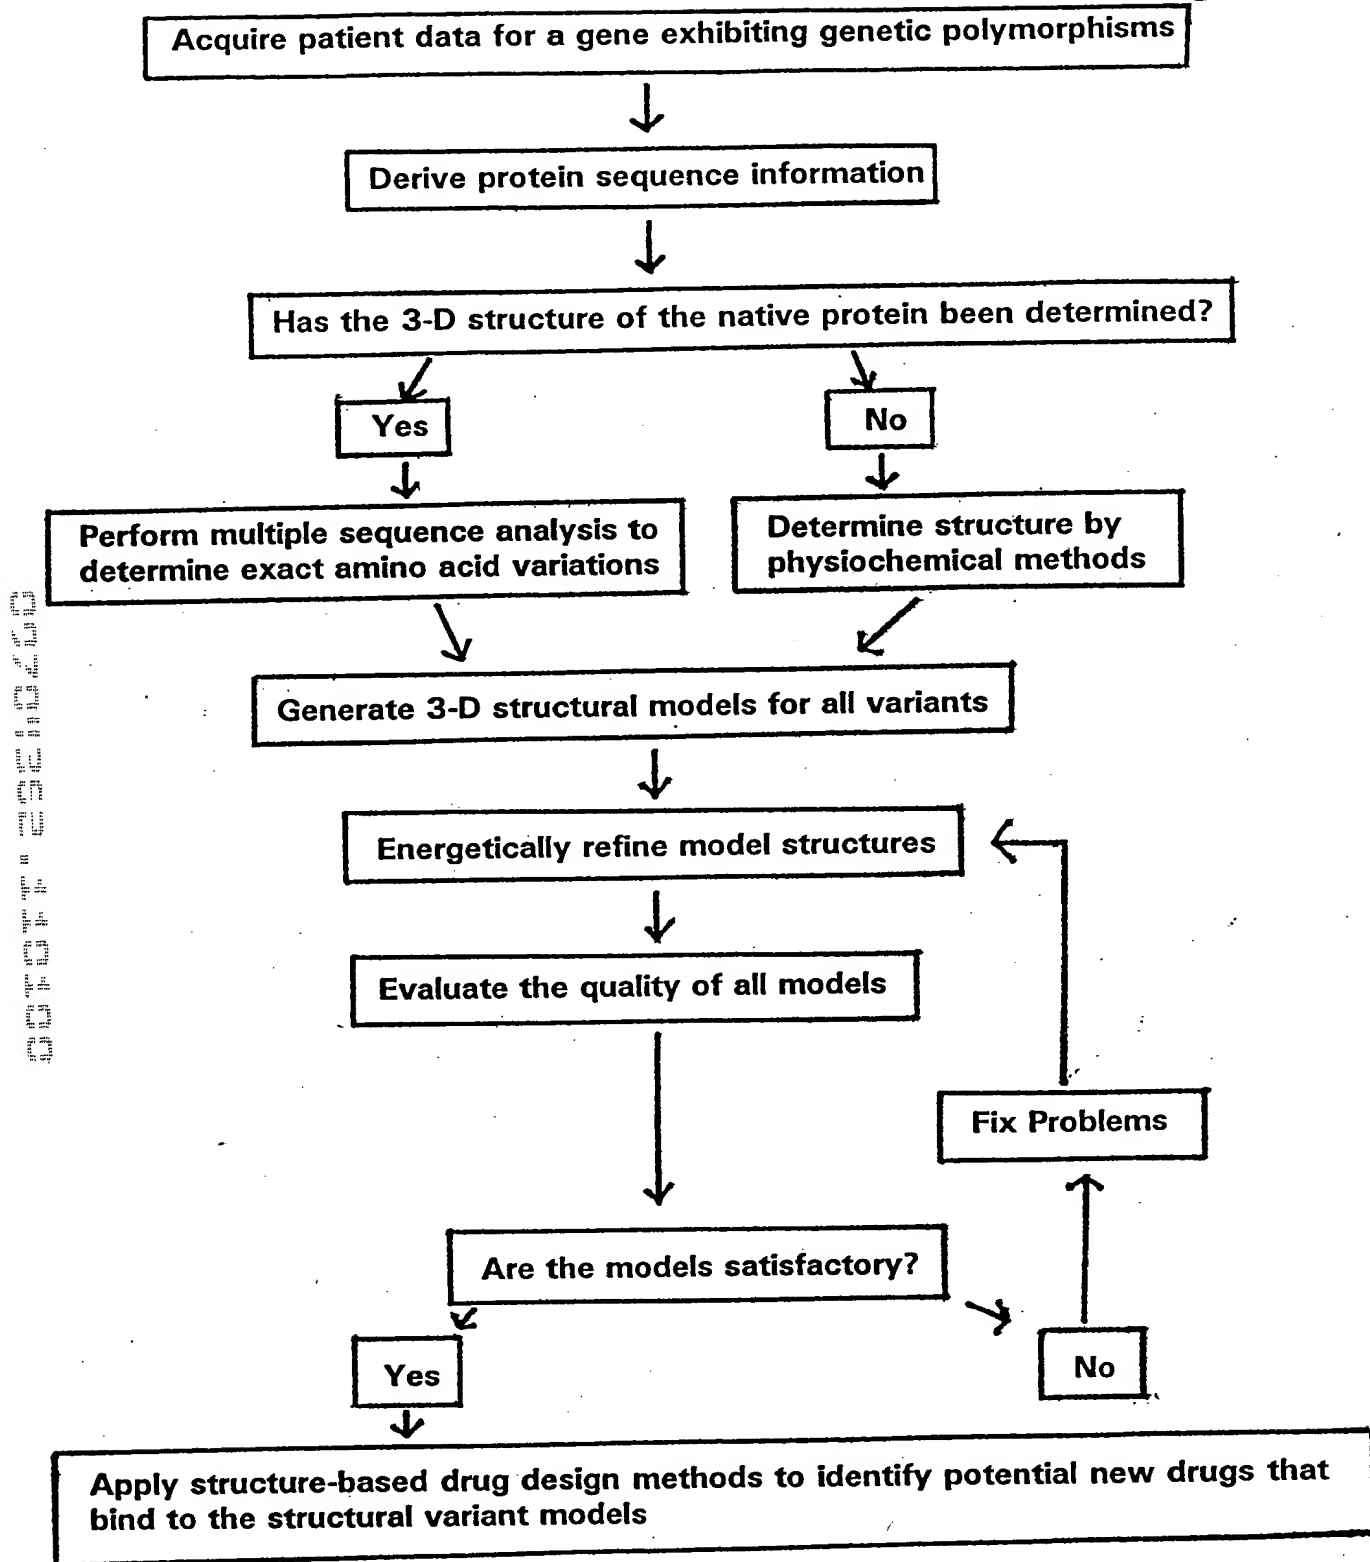 Acquire patient data for a gene exhibiting genetic polymorphisms
Derive protein sequence information
Has the 3-D structure of the native protein been determined?
Yes
No
Perform multiple sequence analysis to
determine exact amino acid variations
Determine structure by
physiochemical methods
Generate 3-D structural models for all variants
Energetically refine model structures
Evaluate the quality of all models
Fix Problems
Are the models satisfactory?
Yes
No
Apply structure-based drug design methods to identify potential new drugs that
bind to the structural variant models